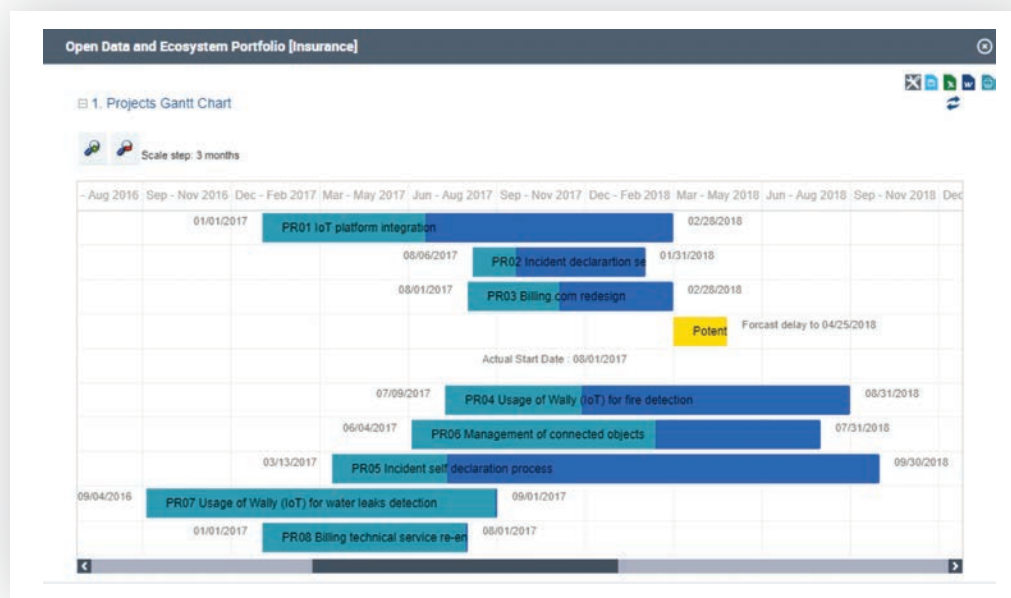 Open Data and Ecosystem Portfolio [Insurance]
1. Projects Gantt Chart
Scale step: 3 months
- Aug 2016 Sep - Nov 2016 Dec - Feb 2017 Mar - May 2017 Jun - Aug 2017 Sep - Nov 2017 Dec - Feb 2018 Mar - May 2018 Jun - Aug 2018 Sep - Nov 2018 Dec
01/01/2017 PR01 IoT platform integration 02/28/2018
08/06/2017 PR02 Incident declarartion se 01/31/2018
08/01/2017 PR03 Billing com redesign 02/28/2018
Potent Forcast delay to 04/25/2018
Actual Start Date : 08/01/2017
07/09/2017 PR04 Usage of Wally (IoT) for fire detection 08/31/2018
06/04/2017 PR06 Management of connected objects 07/31/2018
03/13/2017 PR05 Incident self declaration process 09/30/2018
09/04/2016 PR07 Usage of Wally (IoT) for water leaks detection 09/01/2017
01/01/2017 PR08 Billing technical service re-en 08/01/2017